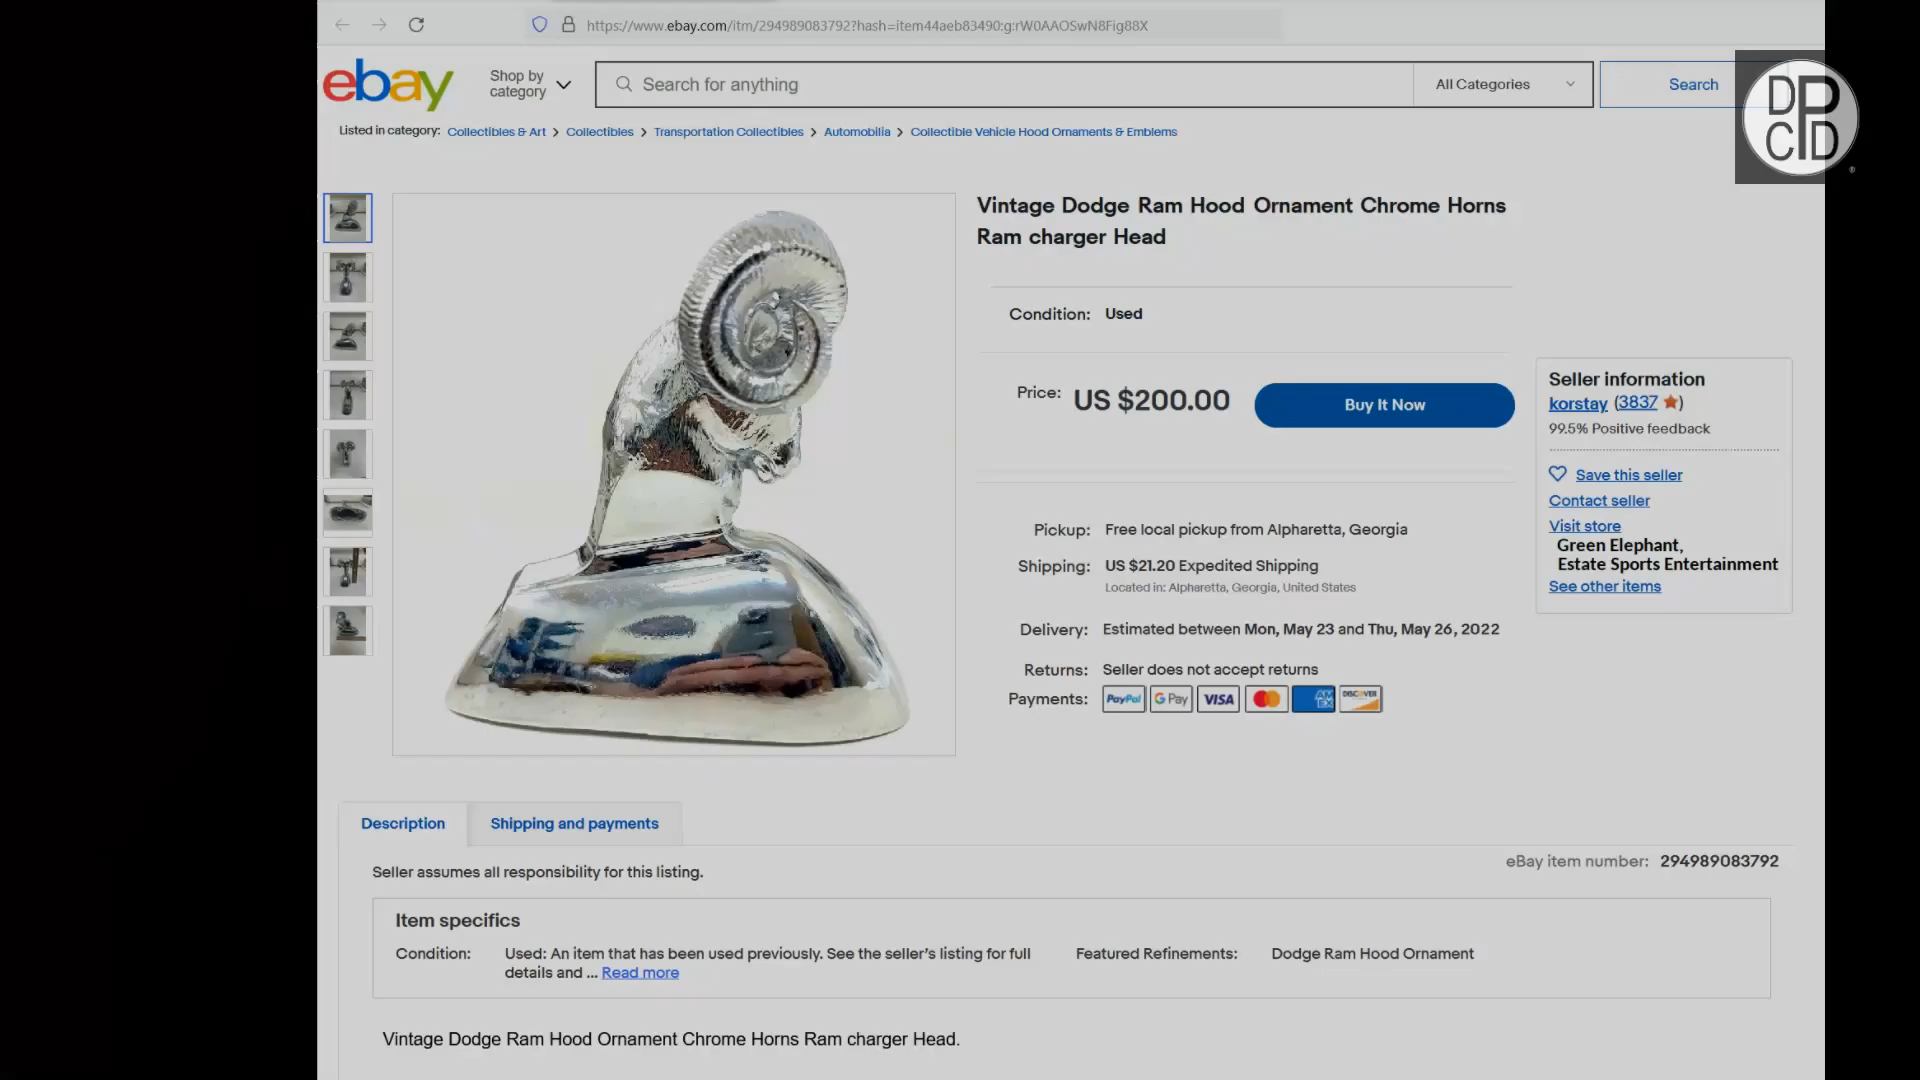 https://www.ebay.com/itm/294989083792?hash=item44aeb83490:g:rW0AAOSwN8Fig88X
ebay
Shop by
category
Search for anything
All Categories
Search
DPCD
Listed in category: Collectibles & Art > Collectibles > Transportation Collectibles > Automobilia > Collectible Vehicle Hood Ornaments & Emblems
Vintage Dodge Ram Hood Ornament Chrome Horns
Ram charger Head
Condition: Used
Price: US $200.00
Buy It Now
Seller information
korstay (3837)
99.5% Positive feedback
Save this seller
Contact seller
Visit store
Green Elephant,
Estate Sports Entertainment
See other items
Pickup: Free local pickup from Alpharetta, Georgia
Shipping: US $21.20 Expedited Shipping
Located in: Alpharetta, Georgia, United States
Delivery: Estimated between Mon, May 23 and Thu, May 26, 2022
Returns: Seller does not accept returns
Payments: PayPal G Pay VISA AMEX DISCOVER
Description
Shipping and payments
eBay item number: 294989083792
Seller assumes all responsibility for this listing.
Item specifics
Condition: Used: An item that has been used previously. See the seller's listing for full
details and ... Read more
Featured Refinements: Dodge Ram Hood Ornament
Vintage Dodge Ram Hood Ornament Chrome Horns Ram charger Head.